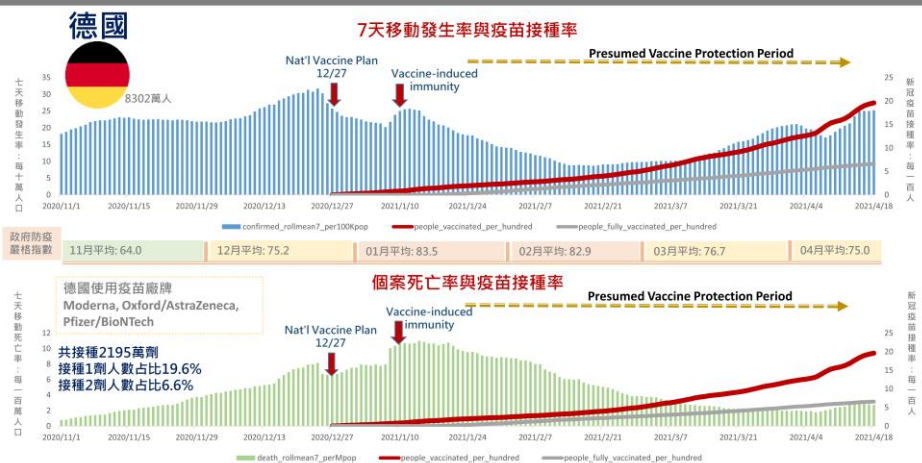 德國
8302萬人
7天移動發生率與疫苗接種率
Nat'l Vaccine Plan
12/27
Vaccine-induced
immunity
Presumed Vaccine Protection Period
七天移動發生率：每十萬人口
35
30
25
20
15
10
5
0
新冠疫苗接種率：每一百人
25
20
15
10
5
0
2020/11/1 2020/11/15 2020/11/29 2020/12/13 2020/12/27 2021/1/10 2021/1/24 2021/2/7 2021/2/21 2021/3/7 2021/3/21 2021/4/4 2021/4/18
confirmed_rollmean7_per100Kpop people_vaccinated_per_hundred people_fully_vaccinated_per_hundred
政府防疫
嚴格指數
11月平均: 64.0 12月平均: 75.2 01月平均: 83.5 02月平均: 82.9 03月平均: 76.7 04月平均: 75.0
個案死亡率與疫苗接種率
德國使用疫苗廠牌
Moderna, Oxford/AstraZeneca,
Pfizer/BioNTech
共接種2195萬劑
接種1劑人數占比19.6%
接種2劑人數占比6.6%
Nat'l Vaccine Plan
12/27
Vaccine-induced
immunity
Presumed Vaccine Protection Period
七天移動死亡率：每一百萬人口
12
10
8
6
4
2
0
新冠疫苗接種率：每一百人
25
20
15
10
5
0
2020/11/1 2020/11/15 2020/11/29 2020/12/13 2020/12/27 2021/1/10 2021/1/24 2021/2/7 2021/2/21 2021/3/7 2021/3/21 2021/4/4 2021/4/18
death_rollmean7_perMpop people_vaccinated_per_hundred people_fully_vaccinated_per_hundred